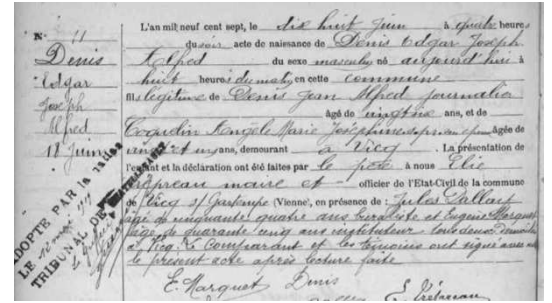 N° 11
Denis
Edgar
Joseph
Alfred
18 Juin
ADOPTÉ PAR la nation
LE
TRIBUNAL DE CHATELLERAULT
L'an mil neuf cent sept, le dix huit Juin à quatre heures
du soir acte de naissance de Denis Edgar Joseph
Alfred du sexe masculin né aujourd'hui à
huit heures du matin en cette commune
fils légitime de Denis Jean Alfred journalier
âgé de vingt ans, et de
Coquelin Angèle Marie Joséphine âgée de
vingt et un ans, demeurant à Vicq. La présentation de
l'enfant et la déclaration ont été faites par le père à nous Elie
maire et officier de l'Etat-Civil de la commune
de Vicq s/ Gartempe (Vienne), en présence de: Jules Dallay
âgé de cinquante quatre ans et Eugène Marquet
âgé de quarante cinq ans instituteur tous deux
à Vicq. Le comparant et les témoins ont signé avec nous
le présent acte après lecture faite
E. Marquet Denis